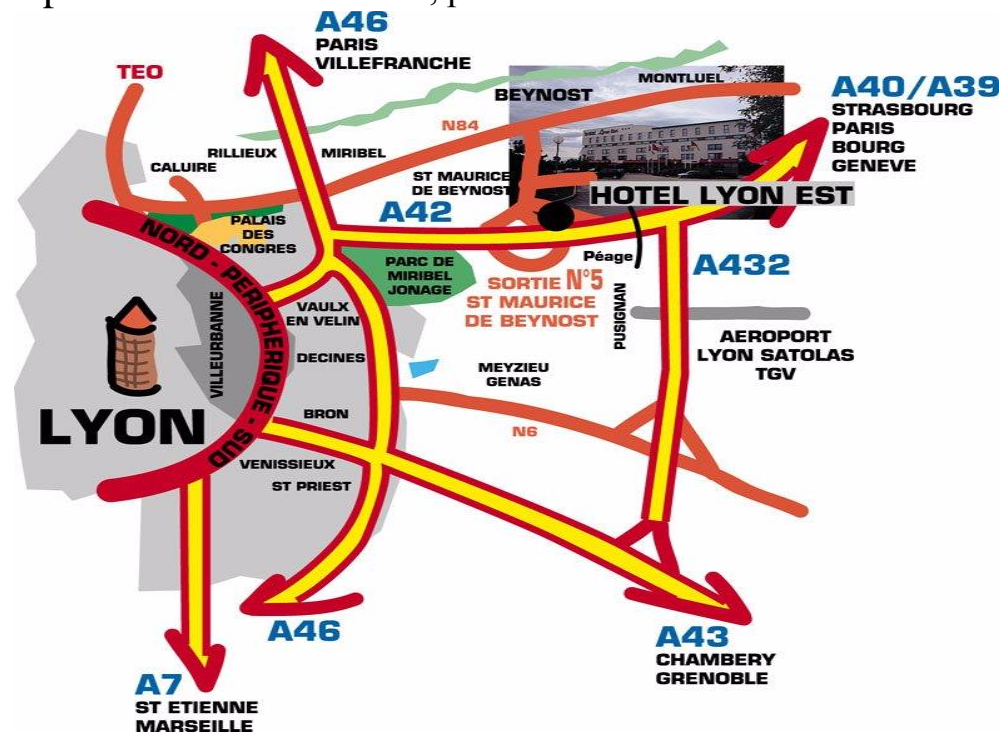 A46
PARIS
VILLEFRANCHE
TEO
MONTLUEL
BEYNOST
A40/A39
STRASBOURG
PARIS
BOURG
GENEVE
N84
RILLIEUX
MIRIBEL
CALUIRE
ST MAURICE
DE BEYNOST
HOTEL LYON EST
A42
PALAIS
DES
CONGRES
NORD - PERIPHERIQUE - SUD
PARC DE
MIRIBEL
JONAGE
Péage
A432
SORTIE N°5
ST MAURICE
DE BEYNOST
PUSIGNAN
VAULX
EN VELIN
VILLEURBANNE
AEROPORT
LYON SATOLAS
TGV
DECINES
MEYZIEU
GENAS
LYON
BRON
N6
VENISSIEUX
ST PRIEST
A46
A43
CHAMBERY
GRENOBLE
A7
ST ETIENNE
MARSEILLE